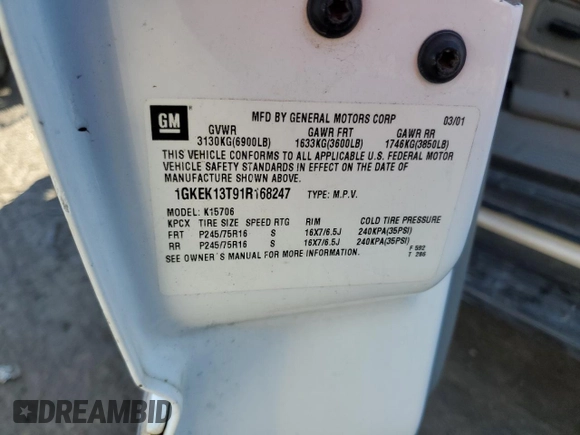 GM
MFD BY GENERAL MOTORS CORP 03/01
GVWR GAWR FRT GAWR RR
3130KG(6900LB) 1633KG(3600LB) 1746KG(3850LB)
THIS VEHICLE CONFORMS TO ALL APPLICABLE U.S. FEDERAL MOTOR
VEHICLE SAFETY STANDARDS IN EFFECT ON THE DATE OF
MANUFACTURE SHOWN ABOVE.
1GKEK13T91R168247 TYPE: M.P.V.
MODEL: K15706
KPCX TIRE SIZE SPEED RTG RIM COLD TIRE PRESSURE
FRT P245/75R16 S 16X7/6.5J 240KPA(35PSI)
RR P245/75R16 S 16X7/6.5J 240KPA(35PSI)
SEE OWNER'S MANUAL FOR MORE INFORMATION.
F 592
T 286
DREAMBID